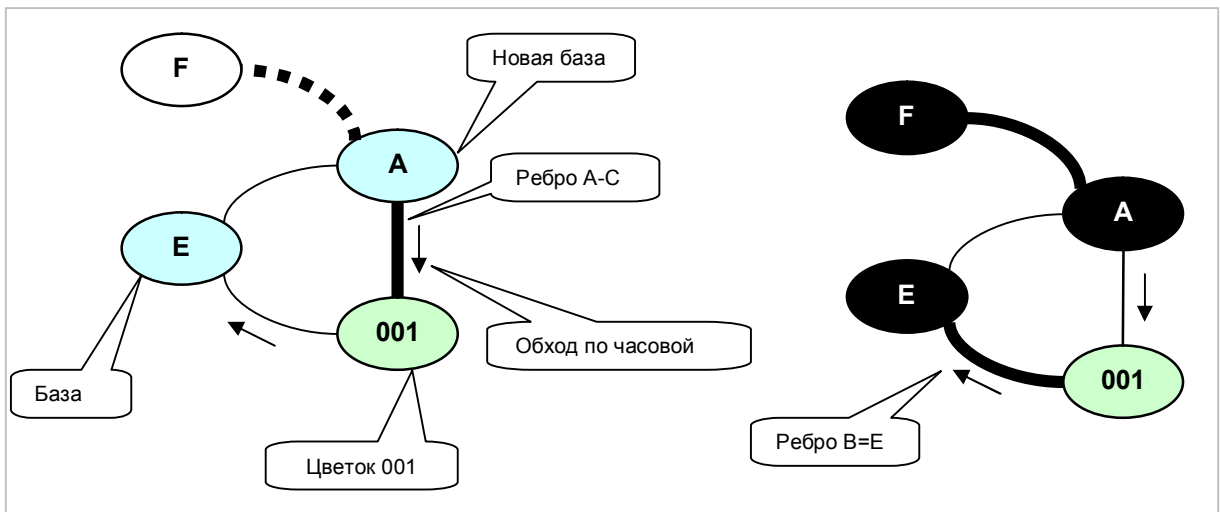 F
Новая база
A
Ребро A-C
E
001
Обход по часовой
База
Цветок 001
F
A
E
001
Ребро B=E